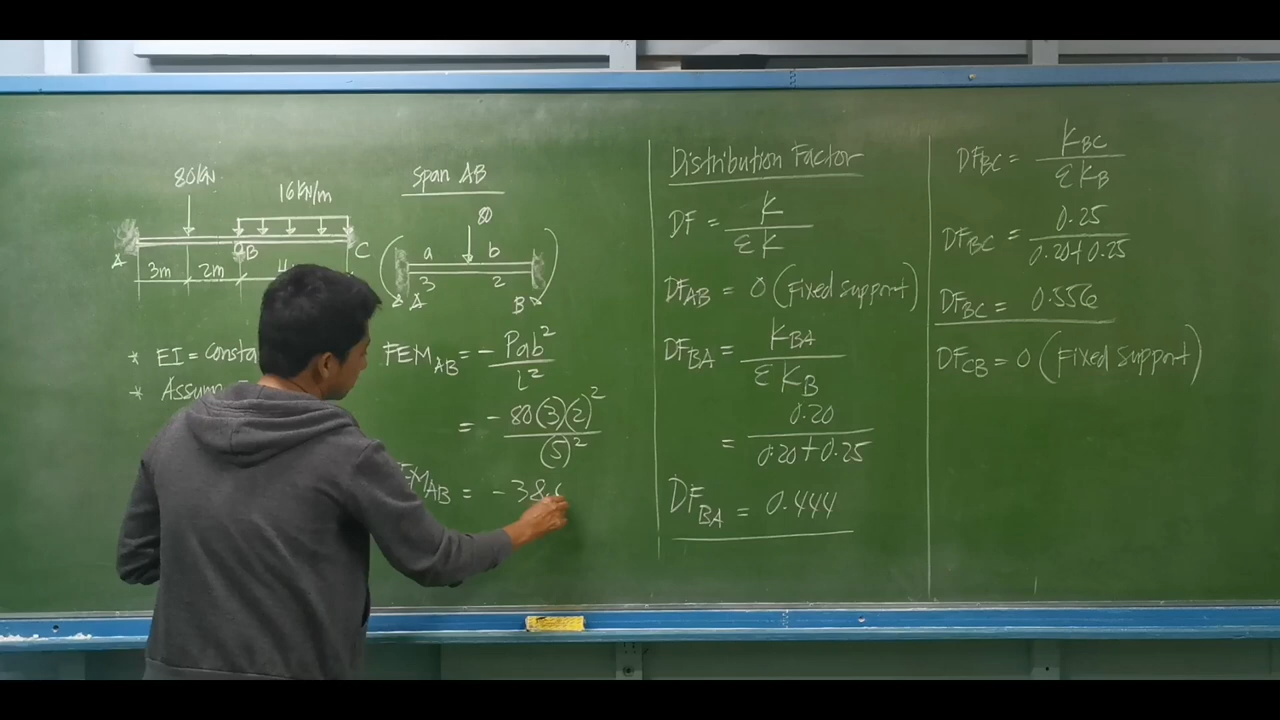 80KN
16KN/m
A
B
C
3m 2m
* EI = Consta
* Assum
Span AB
80
a b
3 2
A B
FEM_AB = - Pab²/L²
= -80(3)(2)²/(5)²
FEM_AB = -38.
Distribution Factor
DF = K/ΣK
DF_AB = 0 (Fixed Support)
DF_BA = K_BA/ΣK_B
= 0.20/0.20+0.25
DF_BA = 0.444
DF_BC = K_BC/ΣK_B
DF_BC = 0.25/0.20+0.25
DF_BC = 0.556
DF_CB = 0 (Fixed Support)